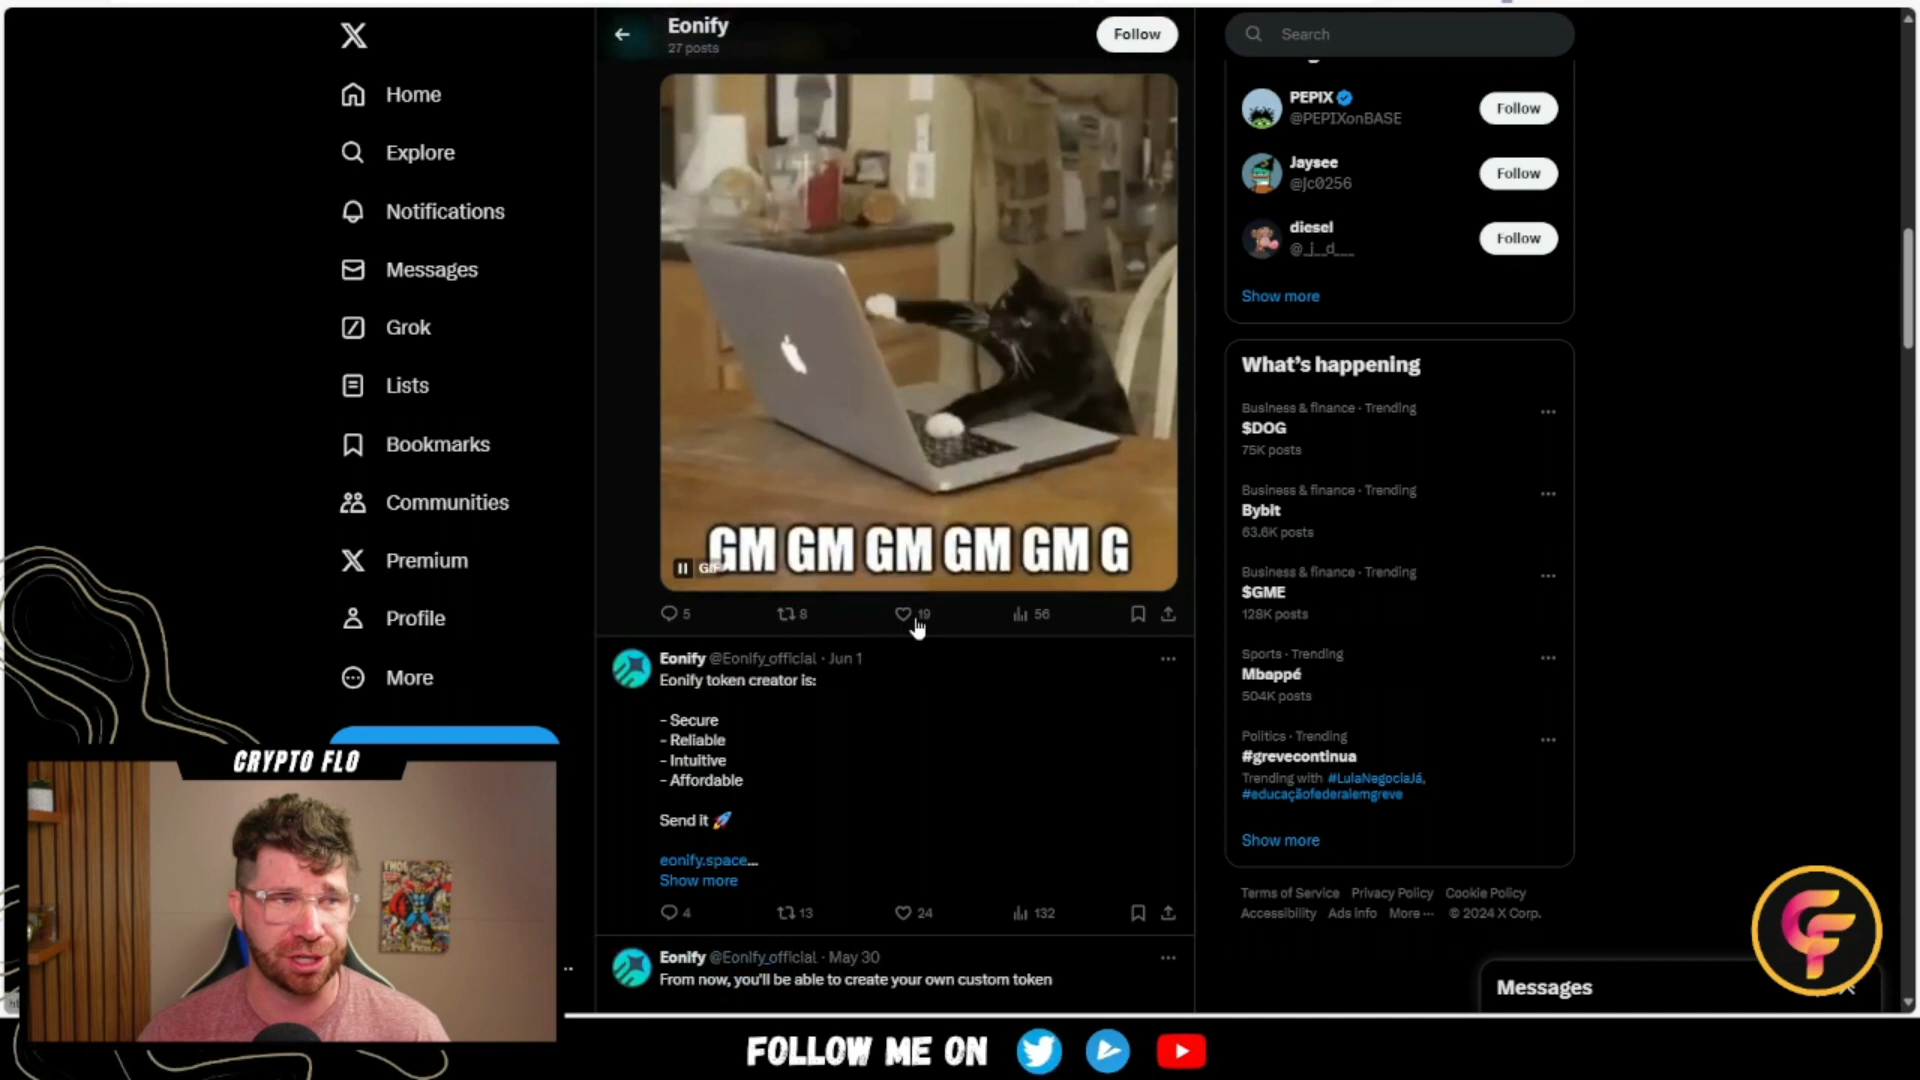 Home
Explore
Notifications
Messages
Grok
Lists
Bookmarks
Communities
Premium
Profile
More
CRYPTO FLO
Eonify
27 posts
Follow
GM GM GM GM GM G
GIF
5
8
19
56
Eonify @Eonify_official · Jun 1
Eonify token creator is:
- Secure
- Reliable
- Intuitive
- Affordable
Send it 🚀
eonify.space...
Show more
4
13
24
132
Eonify @Eonify_official · May 30
From now, you'll be able to create your own custom token
Search
PEPIX
@PEPIXonBASE
Follow
Jaysee
@jc0256
Follow
diesel
@_j__d___
Follow
Show more
What's happening
Business & finance · Trending
$DOG
75K posts
Business & finance · Trending
Bybit
63.6K posts
Business & finance · Trending
$GME
128K posts
Sports · Trending
Mbappé
504K posts
Politics · Trending
#grevecontinua
Trending with #LulaNegociaJá,
#educaçãofederalemgreve
Show more
Terms of Service Privacy Policy Cookie Policy
Accessibility Ads info More ··· © 2024 X Corp.
Messages
FOLLOW ME ON